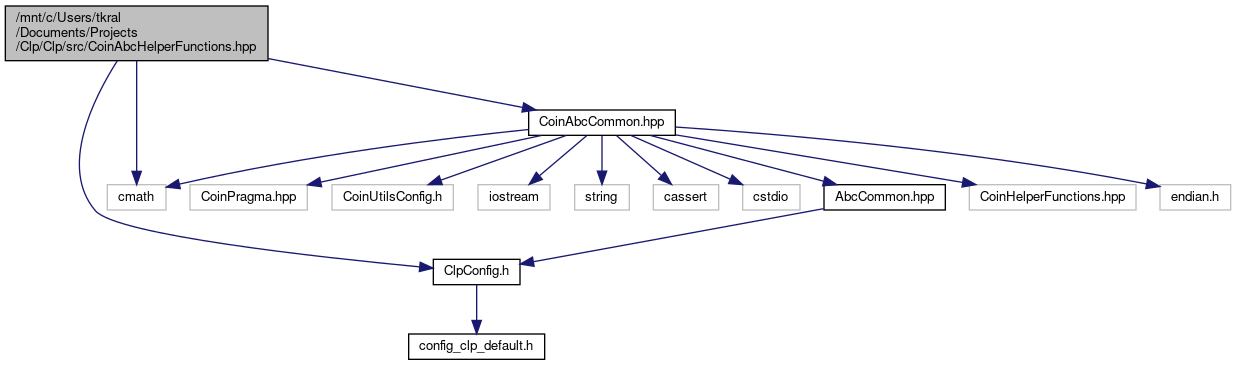 /mnt/c/Users/tkral
/Documents/Projects
/Clp/Clp/src/CoinAbcHelperFunctions.hpp
CoinAbcCommon.hpp
cmath
CoinPragma.hpp
CoinUtilsConfig.h
iostream
string
cassert
cstdio
AbcCommon.hpp
CoinHelperFunctions.hpp
endian.h
ClpConfig.h
config_clp_default.h